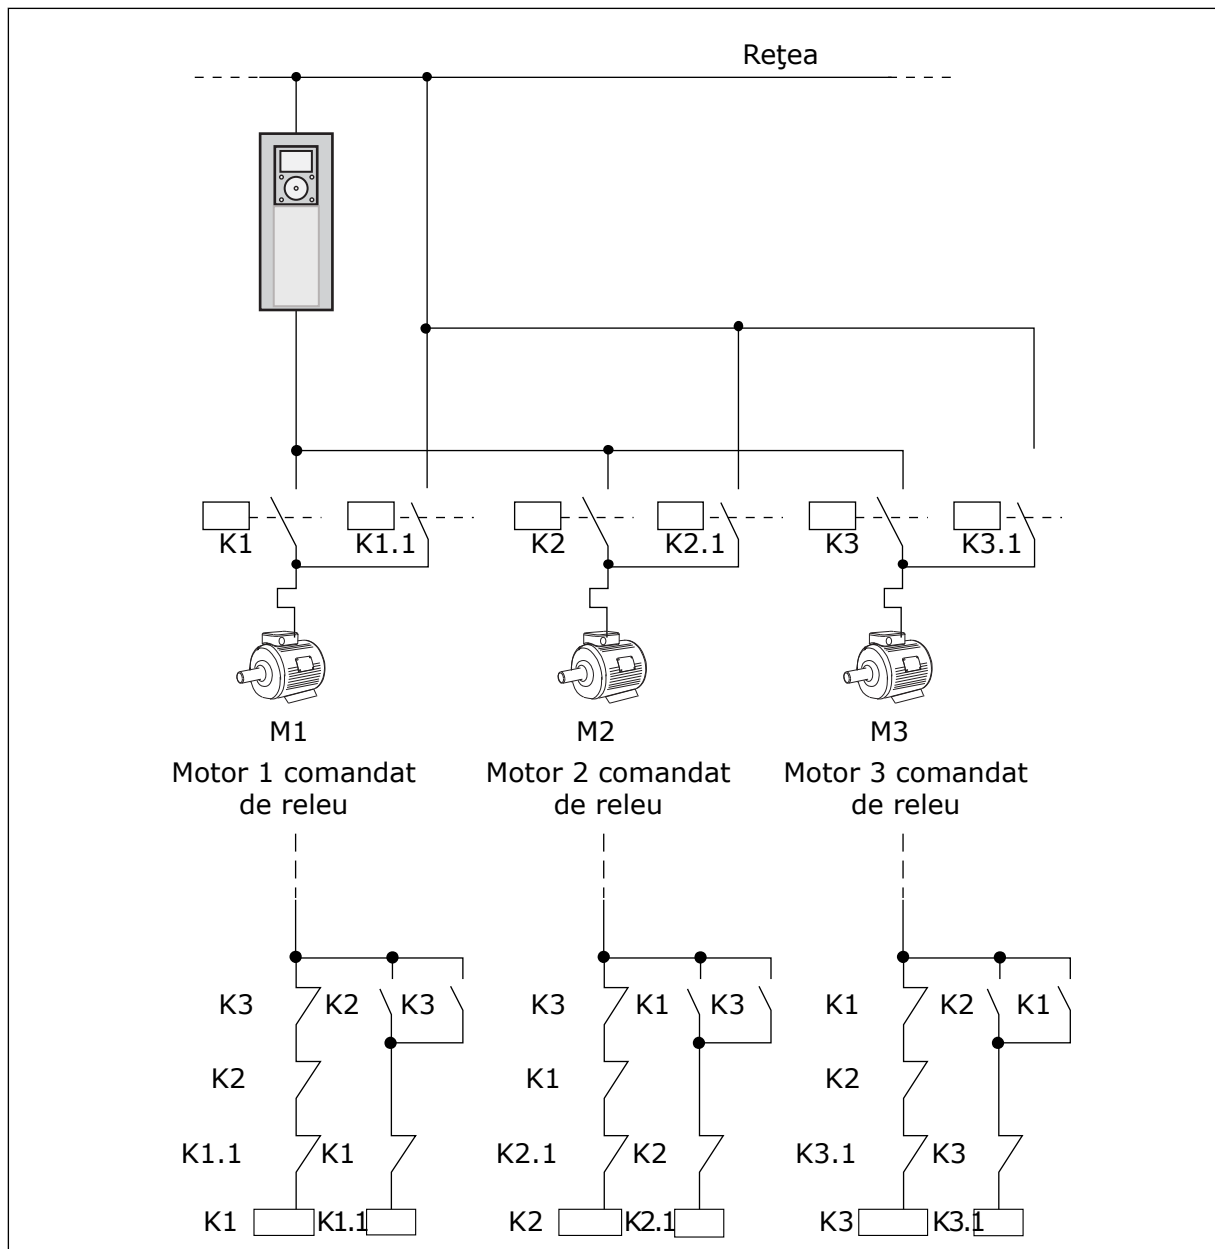 Reţea
K1 K1.1 K2 K2.1 K3 K3.1
M1 M2 M3
Motor 1 comandat de releu
Motor 2 comandat de releu
Motor 3 comandat de releu
K3 K2 K3 K3 K1 K3 K1 K2 K1
K2 K1 K2
K1.1 K1 K2.1 K2 K3.1 K3
K1 K1.1 K2 K2.1 K3 K3.1